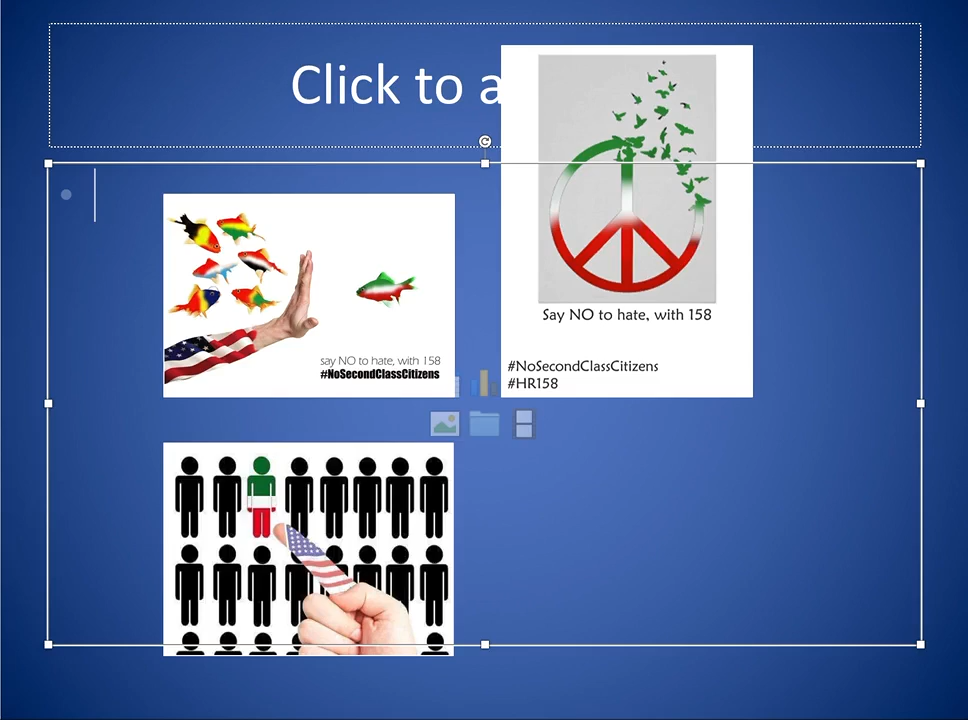 Click to a
say NO to hate, with 158
#NoSecondClassCitizens
Say NO to hate, with 158
#NoSecondClassCitizens
#HR158